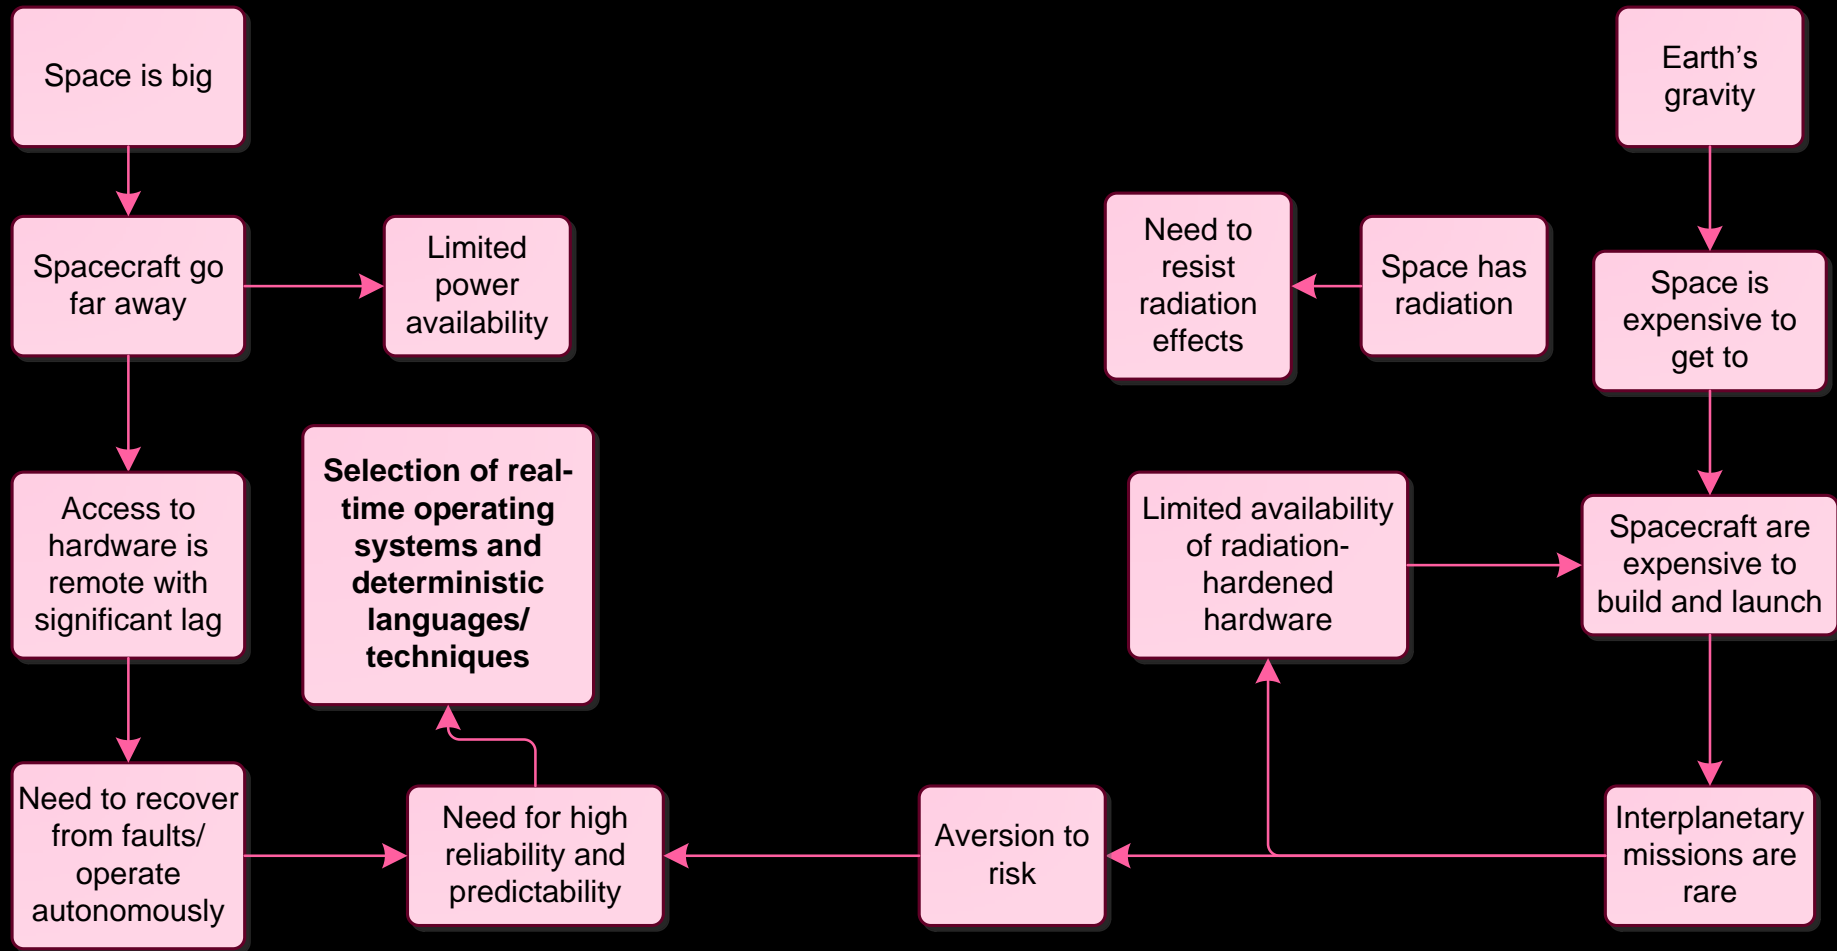 Space is big
Earth's
gravity
Spacecraft go
far away
Limited
power
availability
Need to
resist
radiation
effects
Space has
radiation
Space is
expensive to
get to
Access to
hardware is
remote with
significant lag
Selection of real-
time operating
systems and
deterministic
languages/
techniques
Limited availability
of radiation-
hardened
hardware
Spacecraft are
expensive to
build and launch
Need to recover
from faults/
operate
autonomously
Need for high
reliability and
predictability
Aversion to
risk
Interplanetary
missions are
rare